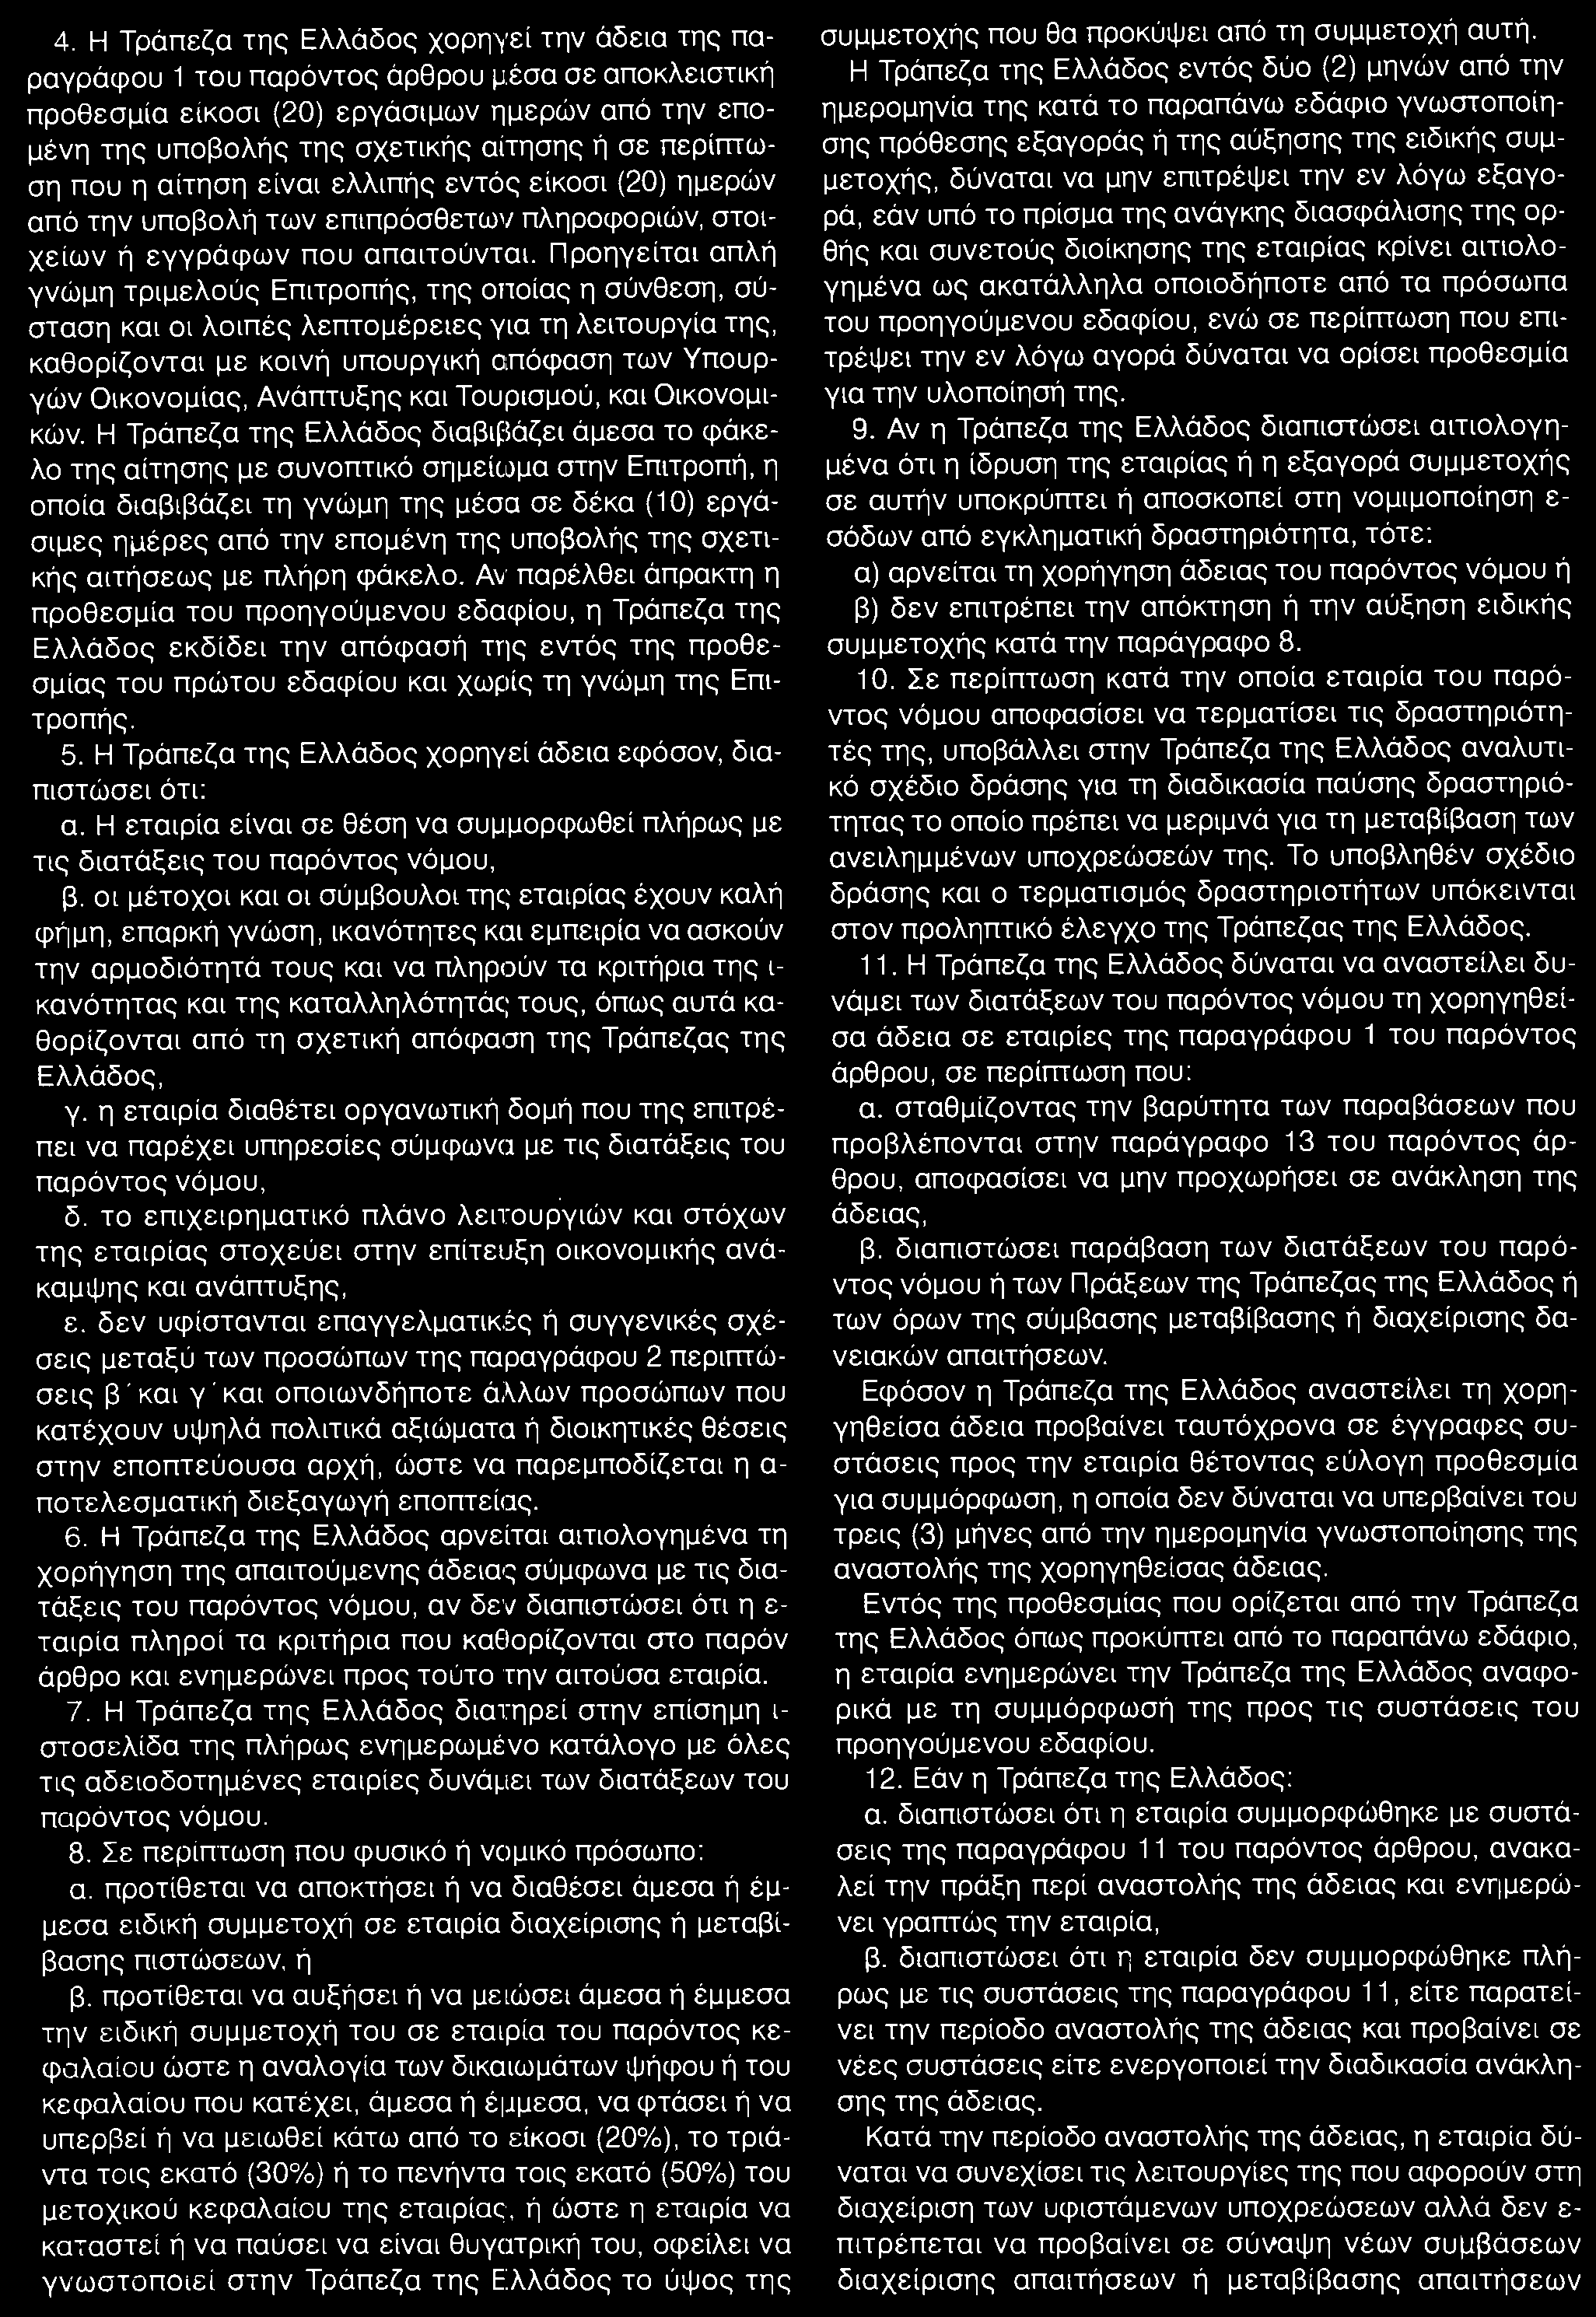 4. Η Τράπεζα της Ελλάδος χορηγεί την άδεια της πα-
ραγράφου 1 του παρόντος άρθρου μέσα σε αποκλειστική
προθεσμία είκοσι (20) εργάσιμων ημερών από την επο-
μένη της υποβολής της σχετικής αίτησης ή σε περίπτω-
ση που η αίτηση είναι ελλιπής εντός είκοσι (20) ημερών
από την υποβολή των επιπρόσθετων πληροφοριών, στοι-
χείων ή εγγράφων που απαιτούνται. Προηγείται απλή
γνώμη τριμελούς Επιτροπής, της οποίας η σύνθεση, σύ-
σταση και οι λοιπές λεπτομέρειες για τη λειτουργία της,
καθορίζονται με κοινή υπουργική απόφαση των Υπουρ-
γών Οικονομίας, Ανάπτυξης και Τουρισμού, και Οικονομι-
κών. Η Τράπεζα της Ελλάδος διαβιβάζει άμεσα το φάκε-
λο της αίτησης με συνοπτικό σημείωμα στην Επιτροπή, η
οποία διαβιβάζει τη γνώμη της μέσα σε δέκα (10) εργά-
σιμες ημέρες από την επομένη της υποβολής της σχετι-
κής αιτήσεως με πλήρη φάκελο. Αν παρέλθει άπρακτη η
προθεσμία του προηγούμενου εδαφίου, η Τράπεζα της
Ελλάδος εκδίδει την απόφασή της εντός της προθε-
σμίας του πρώτου εδαφίου και χωρίς τη γνώμη της Επι-
τροπής.
5. Η Τράπεζα της Ελλάδος χορηγεί άδεια εφόσον, δια-
πιστώσει ότι:
α. Η εταιρία είναι σε θέση να συμμορφωθεί πλήρως με
τις διατάξεις του παρόντος νόμου,
β. οι μέτοχοι και οι σύμβουλοι της εταιρίας έχουν καλή
φήμη, επαρκή γνώση, ικανότητες και εμπειρία να ασκούν
την αρμοδιότητά τους και να πληρούν τα κριτήρια της ι-
κανότητας και της καταλληλότητάς τους, όπως αυτά κα-
θορίζονται από τη σχετική απόφαση της Τράπεζας της
Ελλάδος,
γ. η εταιρία διαθέτει οργανωτική δομή που της επιτρέ-
πει να παρέχει υπηρεσίες σύμφωνα με τις διατάξεις του
παρόντος νόμου,
δ. το επιχειρηματικό πλάνο λειτουργιών και στόχων
της εταιρίας στοχεύει στην επίτευξη οικονομικής ανά-
καμψης και ανάπτυξης,
ε. δεν υφίστανται επαγγελματικές ή συγγενικές σχέ-
σεις μεταξύ των προσώπων της παραγράφου 2 περιπτώ-
σεις β΄ και γ΄ και οποιωνδήποτε άλλων προσώπων που
κατέχουν υψηλά πολιτικά αξιώματα ή διοικητικές θέσεις
στην εποπτεύουσα αρχή, ώστε να παρεμποδίζεται η α-
ποτελεσματική διεξαγωγή εποπτείας.
6. Η Τράπεζα της Ελλάδος αρνείται αιτιολογημένα τη
χορήγηση της απαιτούμενης άδειας σύμφωνα με τις δια-
τάξεις του παρόντος νόμου, αν δεν διαπιστώσει ότι η ε-
ταιρία πληροί τα κριτήρια που καθορίζονται στο παρόν
άρθρο και ενημερώνει προς τούτο την αιτούσα εταιρία.
7. Η Τράπεζα της Ελλάδος διατηρεί στην επίσημη ι-
στοσελίδα της πλήρως ενημερωμένο κατάλογο με όλες
τις αδειοδοτημένες εταιρίες δυνάμει των διατάξεων του
παρόντος νόμου.
8. Σε περίπτωση που φυσικό ή νομικό πρόσωπο:
α. προτίθεται να αποκτήσει ή να διαθέσει άμεσα ή έμ-
μεσα ειδική συμμετοχή σε εταιρία διαχείρισης ή μεταβί-
βασης πιστώσεων, ή
β. προτίθεται να αυξήσει ή να μειώσει άμεσα ή έμμεσα
την ειδική συμμετοχή του σε εταιρία του παρόντος κε-
φαλαίου ώστε η αναλογία των δικαιωμάτων ψήφου ή του
κεφαλαίου που κατέχει, άμεσα ή έμμεσα, να φτάσει ή να
υπερβεί ή να μειωθεί κάτω από το είκοσι (20%), το τριά-
ντα τοις εκατό (30%) ή το πενήντα τοις εκατό (50%) του
μετοχικού κεφαλαίου της εταιρίας, ή ώστε η εταιρία να
καταστεί ή να παύσει να είναι θυγατρική του, οφείλει να
γνωστοποιεί στην Τράπεζα της Ελλάδος το ύψος της
συμμετοχής που θα προκύψει από τη συμμετοχή αυτή.
Η Τράπεζα της Ελλάδος εντός δύο (2) μηνών από την
ημερομηνία της κατά το παραπάνω εδάφιο γνωστοποίη-
σης πρόθεσης εξαγοράς ή της αύξησης της ειδικής συμ-
μετοχής, δύναται να μην επιτρέψει την εν λόγω εξαγο-
ρά, εάν υπό το πρίσμα της ανάγκης διασφάλισης της ορ-
θής και συνετούς διοίκησης της εταιρίας κρίνει αιτιολο-
γημένα ως ακατάλληλα οποιοδήποτε από τα πρόσωπα
του προηγούμενου εδαφίου, ενώ σε περίπτωση που επι-
τρέψει την εν λόγω αγορά δύναται να ορίσει προθεσμία
για την υλοποίησή της.
9. Αν η Τράπεζα της Ελλάδος διαπιστώσει αιτιολογη-
μένα ότι η ίδρυση της εταιρίας ή η εξαγορά συμμετοχής
σε αυτήν υποκρύπτει ή αποσκοπεί στη νομιμοποίηση ε-
σόδων από εγκληματική δραστηριότητα, τότε:
α) αρνείται τη χορήγηση άδειας του παρόντος νόμου ή
β) δεν επιτρέπει την απόκτηση ή την αύξηση ειδικής
συμμετοχής κατά την παράγραφο 8.
10. Σε περίπτωση κατά την οποία εταιρία του παρό-
ντος νόμου αποφασίσει να τερματίσει τις δραστηριότη-
τές της, υποβάλλει στην Τράπεζα της Ελλάδος αναλυτι-
κό σχέδιο δράσης για τη διαδικασία παύσης δραστηριό-
τητας το οποίο πρέπει να μεριμνά για τη μεταβίβαση των
ανειλημμένων υποχρεώσεών της. Το υποβληθέν σχέδιο
δράσης και ο τερματισμός δραστηριοτήτων υπόκεινται
στον προληπτικό έλεγχο της Τράπεζας της Ελλάδος.
11. Η Τράπεζα της Ελλάδος δύναται να αναστείλει δυ-
νάμει των διατάξεων του παρόντος νόμου τη χορηγηθεί-
σα άδεια σε εταιρίες της παραγράφου 1 του παρόντος
άρθρου, σε περίπτωση που:
α. σταθμίζοντας την βαρύτητα των παραβάσεων που
προβλέπονται στην παράγραφο 13 του παρόντος άρ-
θρου, αποφασίσει να μην προχωρήσει σε ανάκληση της
άδειας,
β. διαπιστώσει παράβαση των διατάξεων του παρό-
ντος νόμου ή των Πράξεων της Τράπεζας της Ελλάδος ή
των όρων της σύμβασης μεταβίβασης ή διαχείρισης δα-
νειακών απαιτήσεων.
Εφόσον η Τράπεζα της Ελλάδος αναστείλει τη χορη-
γηθείσα άδεια προβαίνει ταυτόχρονα σε έγγραφες συ-
στάσεις προς την εταιρία θέτοντας εύλογη προθεσμία
για συμμόρφωση, η οποία δεν δύναται να υπερβαίνει του
τρεις (3) μήνες από την ημερομηνία γνωστοποίησης της
αναστολής της χορηγηθείσας άδειας.
Εντός της προθεσμίας που ορίζεται από την Τράπεζα
της Ελλάδος όπως προκύπτει από το παραπάνω εδάφιο,
η εταιρία ενημερώνει την Τράπεζα της Ελλάδος αναφο-
ρικά με τη συμμόρφωσή της προς τις συστάσεις του
προηγούμενου εδαφίου.
12. Εάν η Τράπεζα της Ελλάδος:
α. διαπιστώσει ότι η εταιρία συμμορφώθηκε με συστά-
σεις της παραγράφου 11 του παρόντος άρθρου, ανακα-
λεί την πράξη περί αναστολής της άδειας και ενημερώ-
νει γραπτώς την εταιρία,
β. διαπιστώσει ότι η εταιρία δεν συμμορφώθηκε πλή-
ρως με τις συστάσεις της παραγράφου 11, είτε παρατεί-
νει την περίοδο αναστολής της άδειας και προβαίνει σε
νέες συστάσεις είτε ενεργοποιεί την διαδικασία ανάκλη-
σης της άδειας.
Κατά την περίοδο αναστολής της άδειας, η εταιρία δύ-
ναται να συνεχίσει τις λειτουργίες της που αφορούν στη
διαχείριση των υφιστάμενων υποχρεώσεων αλλά δεν ε-
πιτρέπεται να προβαίνει σε σύναψη νέων συμβάσεων
διαχείρισης απαιτήσεων ή μεταβίβασης απαιτήσεων